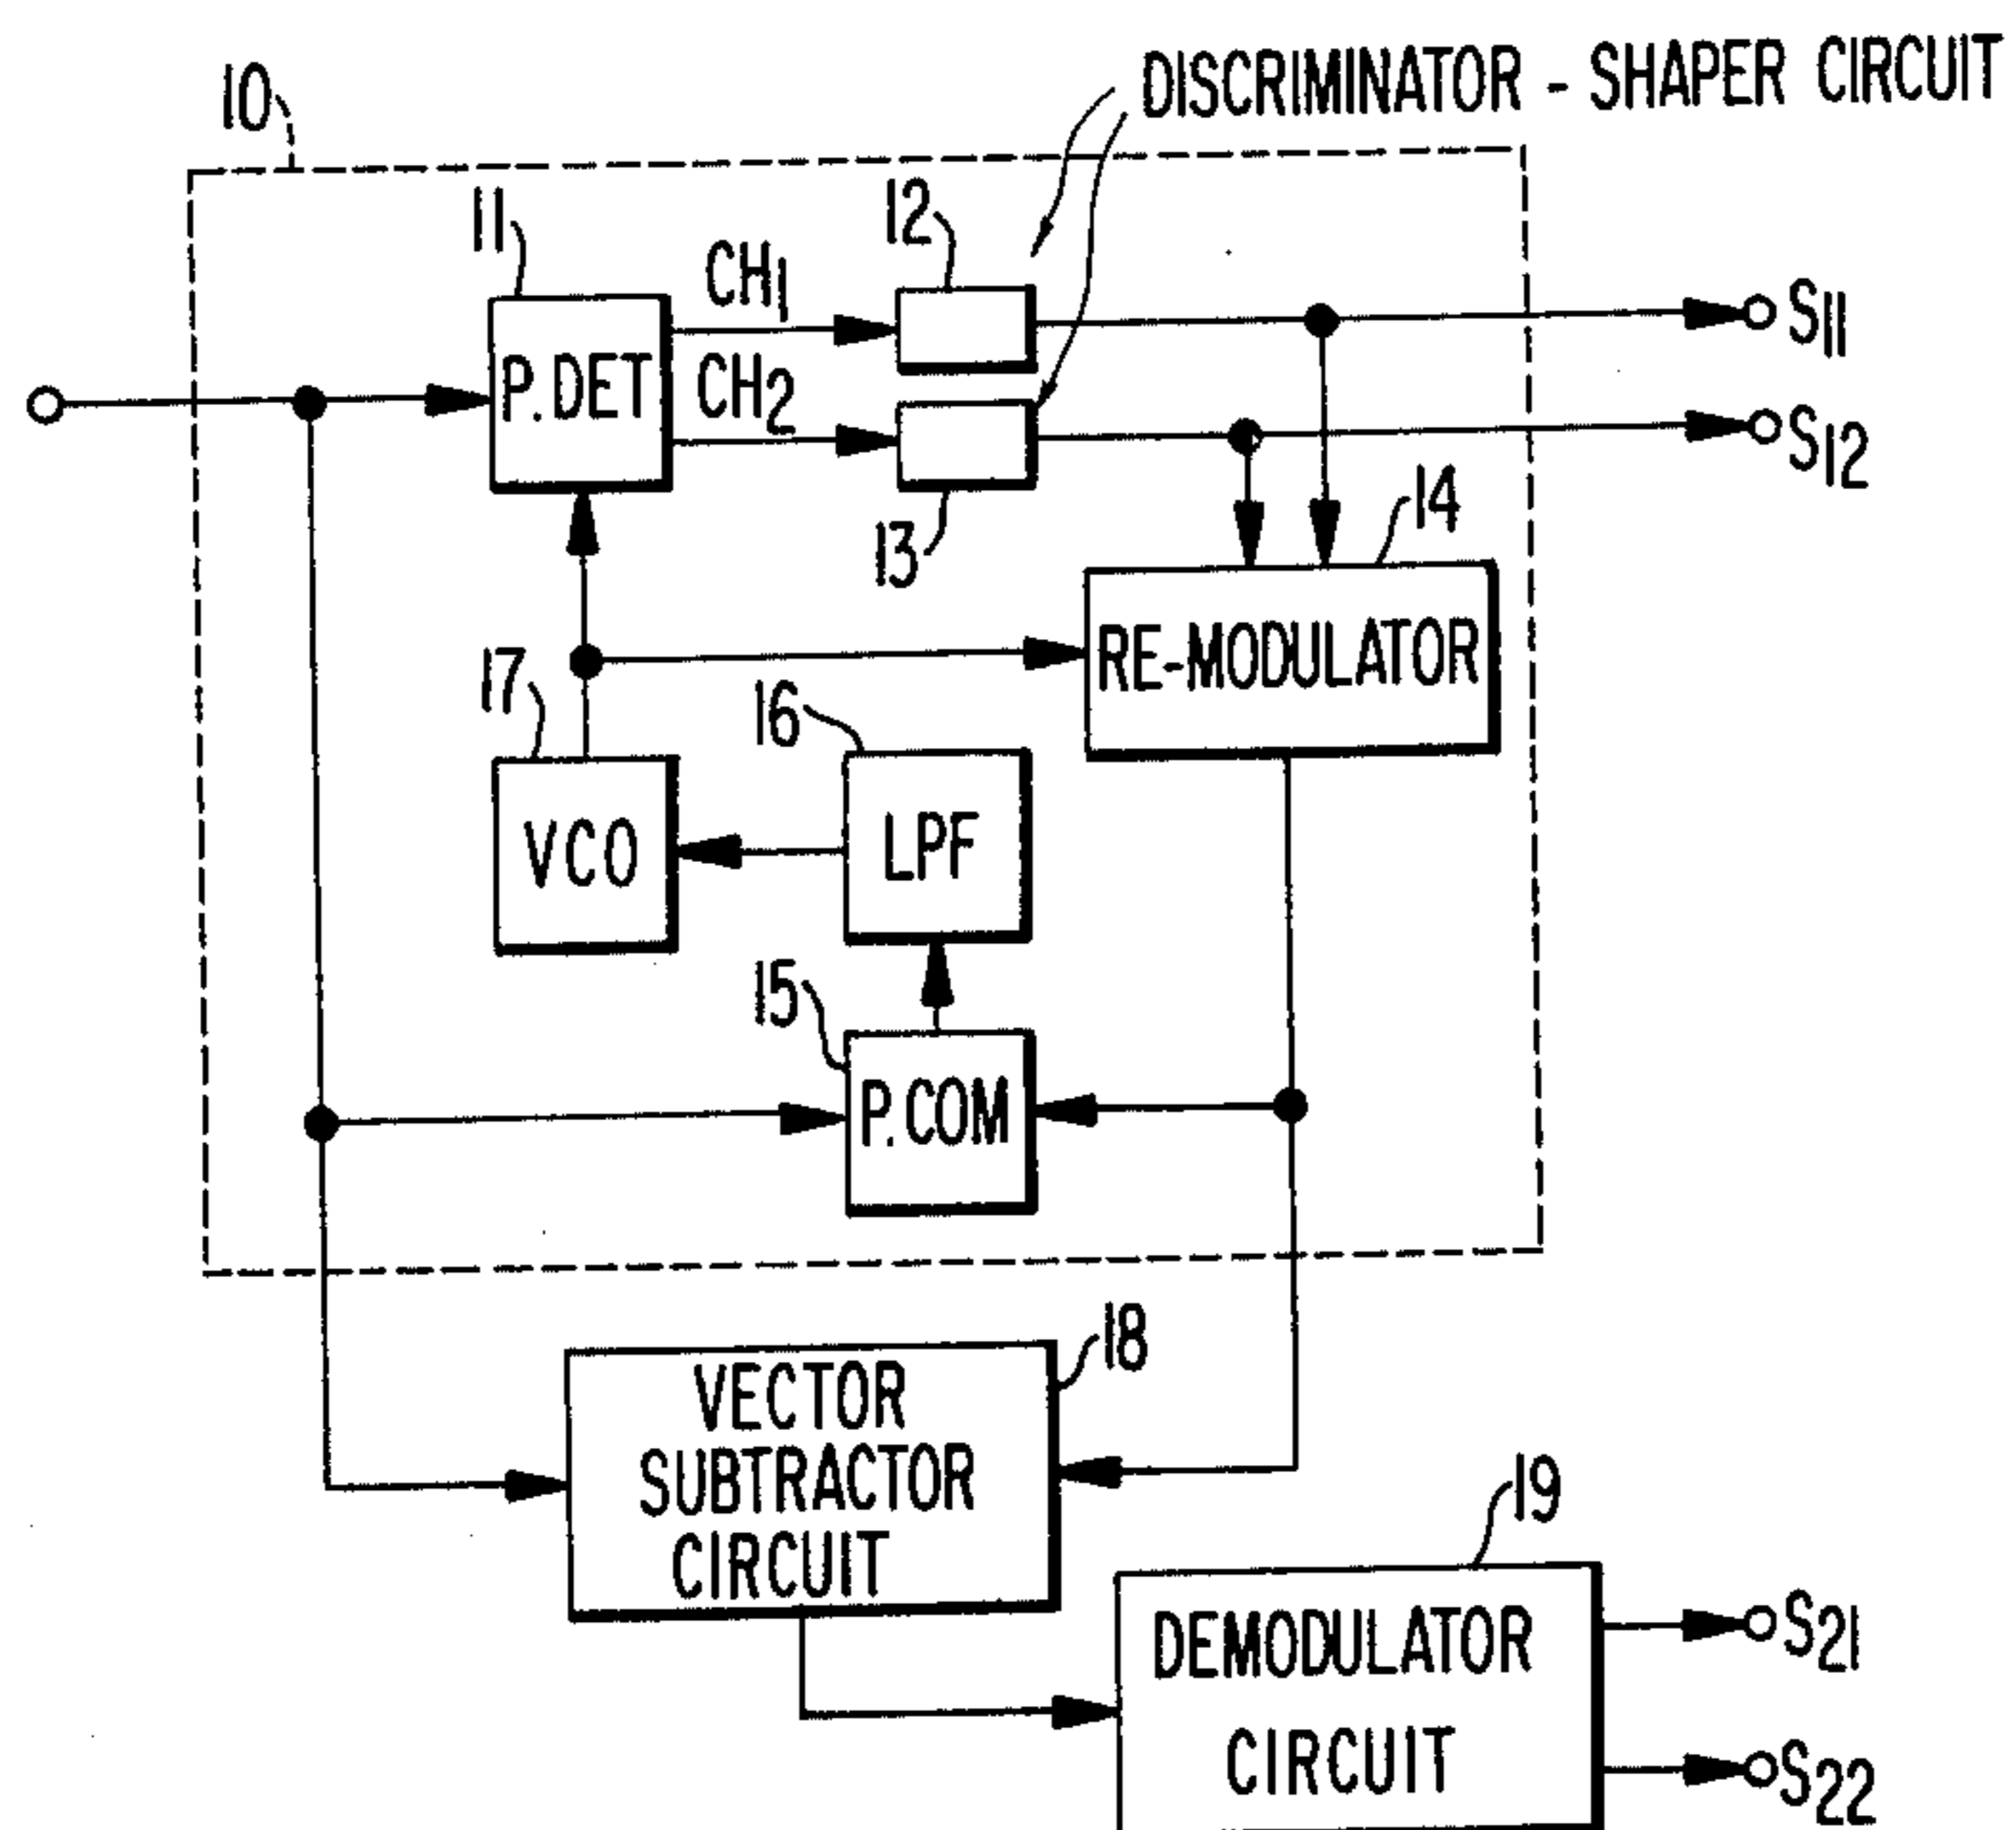 DISCRIMINATOR - SHAPER CIRCUIT
10
11
12
CH1
S11
P. DET
CH2
S12
13
14
RE-MODULATOR
17
16
VCO
LPF
15
P. COM
18
VECTOR
SUBTRACTOR
CIRCUIT
19
DEMODULATOR
CIRCUIT
S21
S22